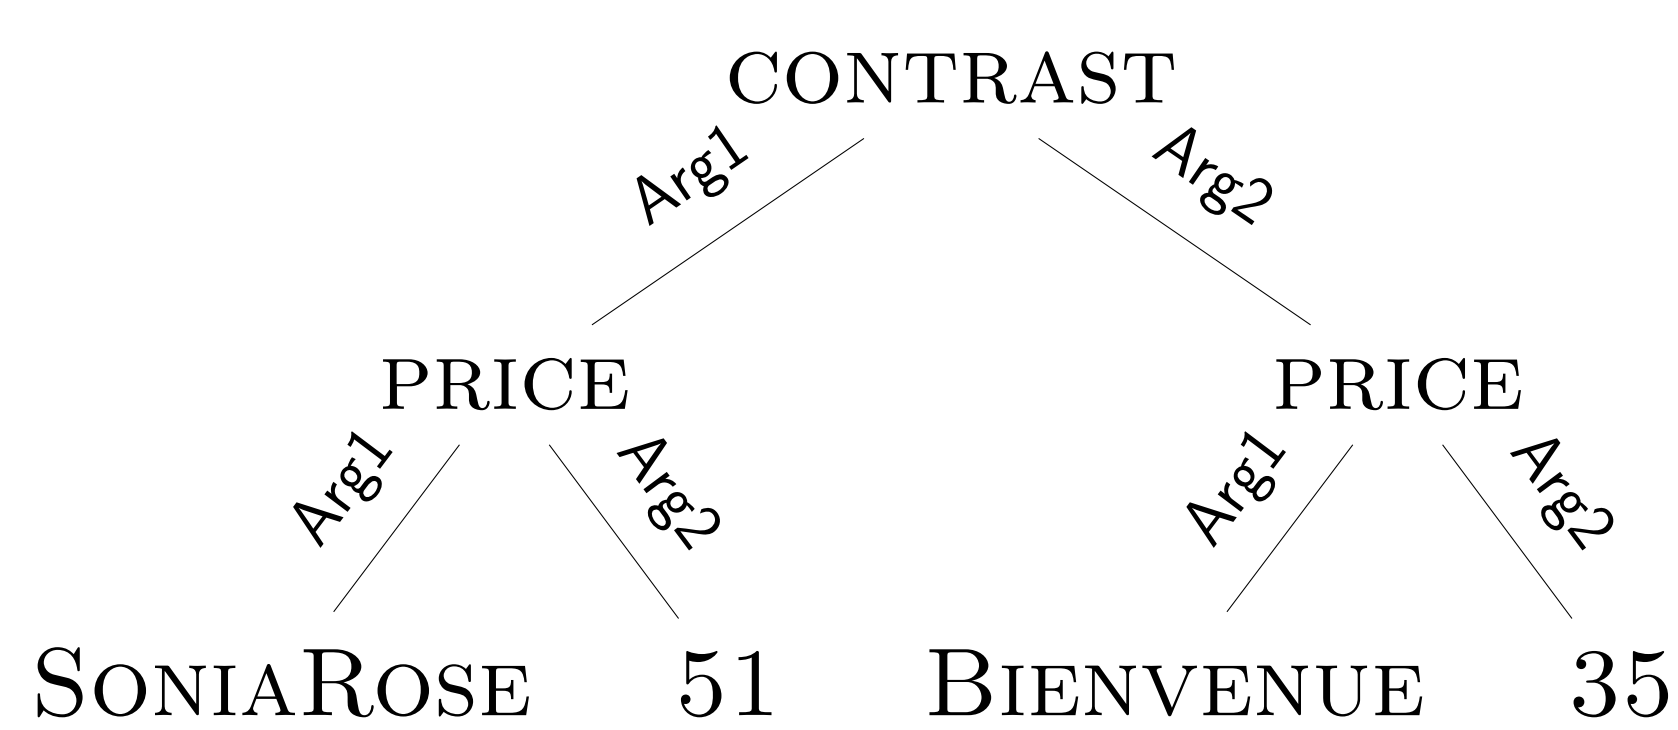 CONTRAST
Arg1 Arg2
PRICE PRICE
Arg1 Arg2 Arg1 Arg2
SONIAROSE 51 BIENVENUE 35